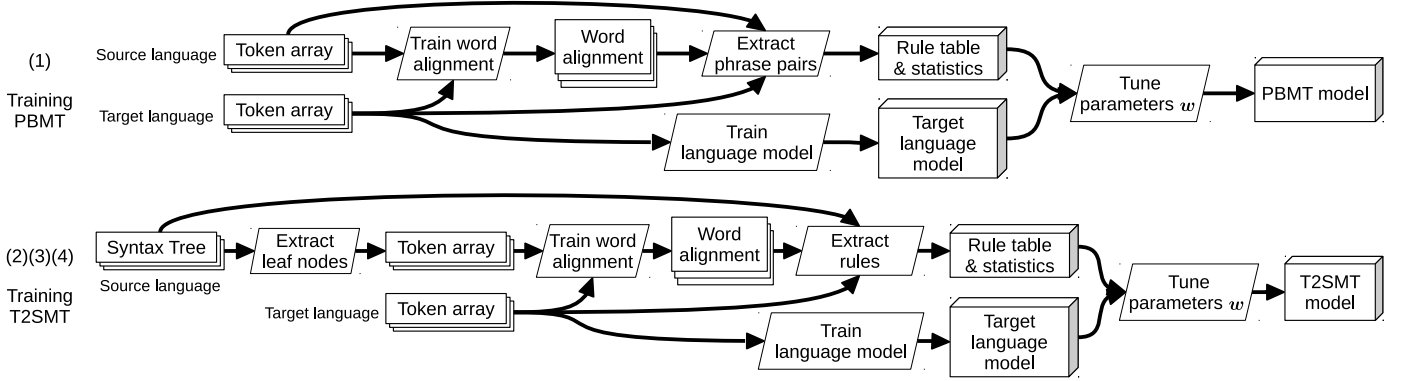 (1)
Training
PBMT
Source language
Token array
Train word
alignment
Word
alignment
Extract
phrase pairs
Rule table
& statistics
Tune
parameters w
PBMT model
Target language
Token array
Train
language model
Target
language
model
(2)(3)(4)
Training
T2SMT
Syntax Tree
Source language
Extract
leaf nodes
Token array
Train word
alignment
Word
alignment
Extract
rules
Rule table
& statistics
Tune
parameters w
T2SMT
model
Target language
Token array
Train
language model
Target
language
model